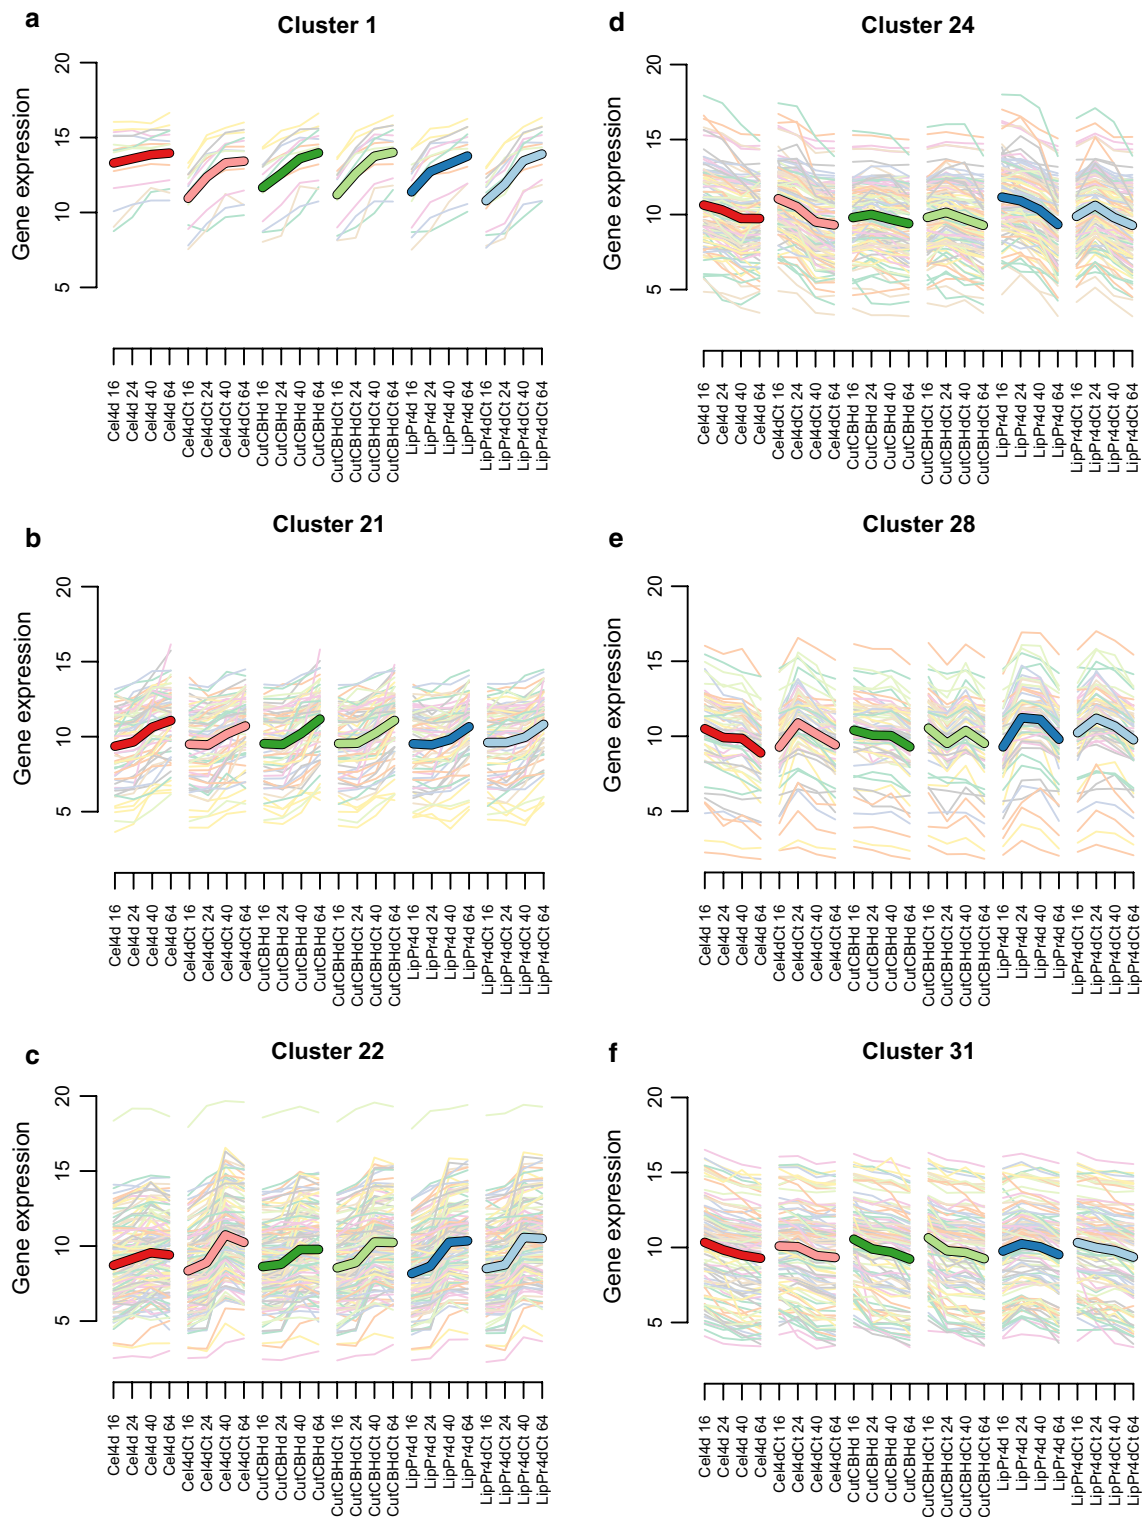 a
Cluster 1
Gene expression
20
15
10
5
Cel4d 16
Cel4d 24
Cel4d 40
Cel4d 64
Cel4dCt 16
Cel4dCt 24
Cel4dCt 40
Cel4dCt 64
CutCBHd 16
CutCBHd 24
CutCBHd 40
CutCBHd 64
CutCBHdCt 16
CutCBHdCt 24
CutCBHdCt 40
CutCBHdCt 64
LipPr4d 16
LipPr4d 24
LipPr4d 40
LipPr4d 64
LipPr4dCt 16
LipPr4dCt 24
LipPr4dCt 40
LipPr4dCt 64
d
Cluster 24
Gene expression
20
15
10
5
Cel4d 16
Cel4d 24
Cel4d 40
Cel4d 64
Cel4dCt 16
Cel4dCt 24
Cel4dCt 40
Cel4dCt 64
CutCBHd 16
CutCBHd 24
CutCBHd 40
CutCBHd 64
CutCBHdCt 16
CutCBHdCt 24
CutCBHdCt 40
CutCBHdCt 64
LipPr4d 16
LipPr4d 24
LipPr4d 40
LipPr4d 64
LipPr4dCt 16
LipPr4dCt 24
LipPr4dCt 40
LipPr4dCt 64
b
Cluster 21
Gene expression
20
15
10
5
Cel4d 16
Cel4d 24
Cel4d 40
Cel4d 64
Cel4dCt 16
Cel4dCt 24
Cel4dCt 40
Cel4dCt 64
CutCBHd 16
CutCBHd 24
CutCBHd 40
CutCBHd 64
CutCBHdCt 16
CutCBHdCt 24
CutCBHdCt 40
CutCBHdCt 64
LipPr4d 16
LipPr4d 24
LipPr4d 40
LipPr4d 64
LipPr4dCt 16
LipPr4dCt 24
LipPr4dCt 40
LipPr4dCt 64
e
Cluster 28
Gene expression
20
15
10
5
Cel4d 16
Cel4d 24
Cel4d 40
Cel4d 64
Cel4dCt 16
Cel4dCt 24
Cel4dCt 40
Cel4dCt 64
CutCBHd 16
CutCBHd 24
CutCBHd 40
CutCBHd 64
CutCBHdCt 16
CutCBHdCt 24
CutCBHdCt 40
CutCBHdCt 64
LipPr4d 16
LipPr4d 24
LipPr4d 40
LipPr4d 64
LipPr4dCt 16
LipPr4dCt 24
LipPr4dCt 40
LipPr4dCt 64
c
Cluster 22
Gene expression
20
15
10
5
Cel4d 16
Cel4d 24
Cel4d 40
Cel4d 64
Cel4dCt 16
Cel4dCt 24
Cel4dCt 40
Cel4dCt 64
CutCBHd 16
CutCBHd 24
CutCBHd 40
CutCBHd 64
CutCBHdCt 16
CutCBHdCt 24
CutCBHdCt 40
CutCBHdCt 64
LipPr4d 16
LipPr4d 24
LipPr4d 40
LipPr4d 64
LipPr4dCt 16
LipPr4dCt 24
LipPr4dCt 40
LipPr4dCt 64
f
Cluster 31
Gene expression
20
15
10
5
Cel4d 16
Cel4d 24
Cel4d 40
Cel4d 64
Cel4dCt 16
Cel4dCt 24
Cel4dCt 40
Cel4dCt 64
CutCBHd 16
CutCBHd 24
CutCBHd 40
CutCBHd 64
CutCBHdCt 16
CutCBHdCt 24
CutCBHdCt 40
CutCBHdCt 64
LipPr4d 16
LipPr4d 24
LipPr4d 40
LipPr4d 64
LipPr4dCt 16
LipPr4dCt 24
LipPr4dCt 40
LipPr4dCt 64